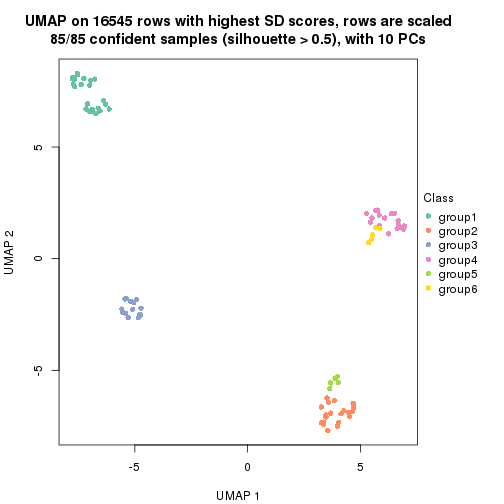 UMAP on 16545 rows with highest SD scores, rows are scaled
85/85 confident samples (silhouette > 0.5), with 10 PCs
5
0
-5
UMAP 2
-5
0
5
UMAP 1
Class
group1
group2
group3
group4
group5
group6